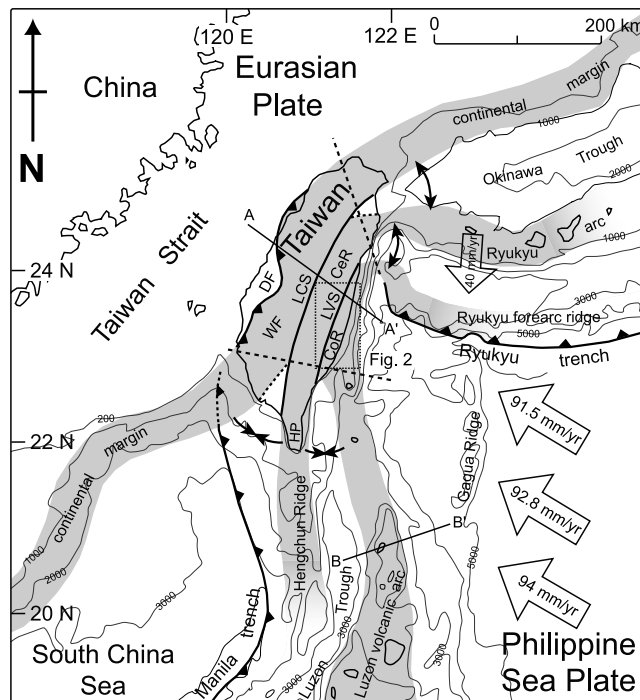 120 E
122 E
0
200 km
China
Eurasian
Plate
continental
margin
1000
N
Okinawa
Trough
2000
Taiwan
Taiwan Strait
A
arc
Ryukyu
1000
40 mm/yr
24 N
DF
LCS
CeR
WF
LVS
CoR
A'
3000
Ryukyu forearc ridge
5000
Ryukyu
trench
Fig. 2
200
91.5 mm/yr
22 N
HP
continental
margin
Gagua Ridge
92.8 mm/yr
Hengchun Ridge
B
B'
1000
2000
3000
5000
94 mm/yr
20 N
Manila
trench
Luzon
Trough
3000
3000
3000
Luzon volcanic arc
South China
Sea
Philippine
Sea Plate